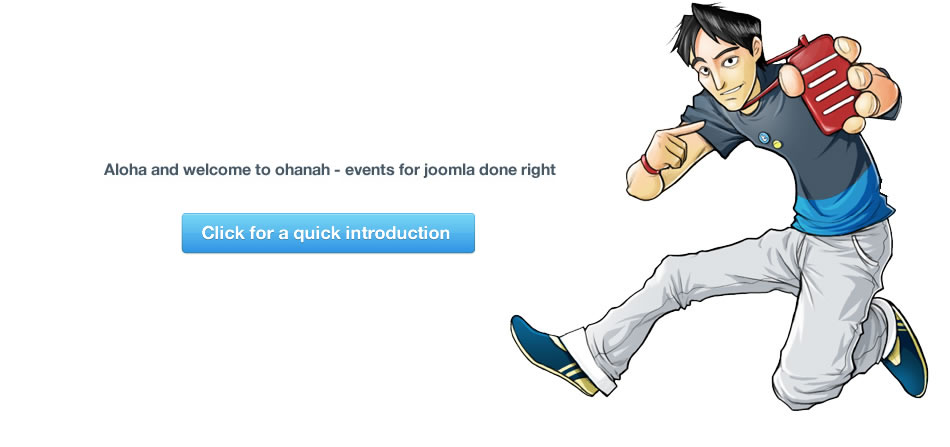 Aloha and welcome to ohanah - events for joomla done right
Click for a quick introduction